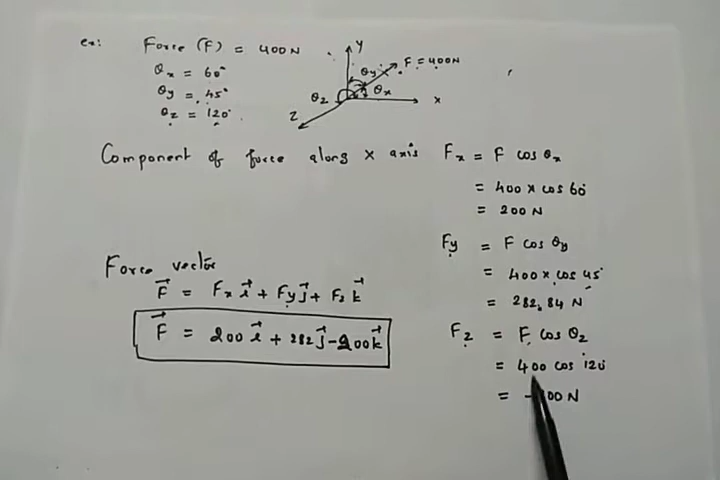 ex: Force (F) = 400N
θx = 60°
θy = 45°
θz = 120°
Y
θy
F = 400N
θz
θx
X
Z
Component of force along x axis Fx = F cos θx
= 400 x cos 60
= 200 N
Fy = F cos θy
= 400 x cos 45°
= 282.84 N
Fz = F cos θz
= 400 cos 120
N
Force vector
F = Fx i + Fy j + Fz k
F = 200 i + 282 j - 200 k